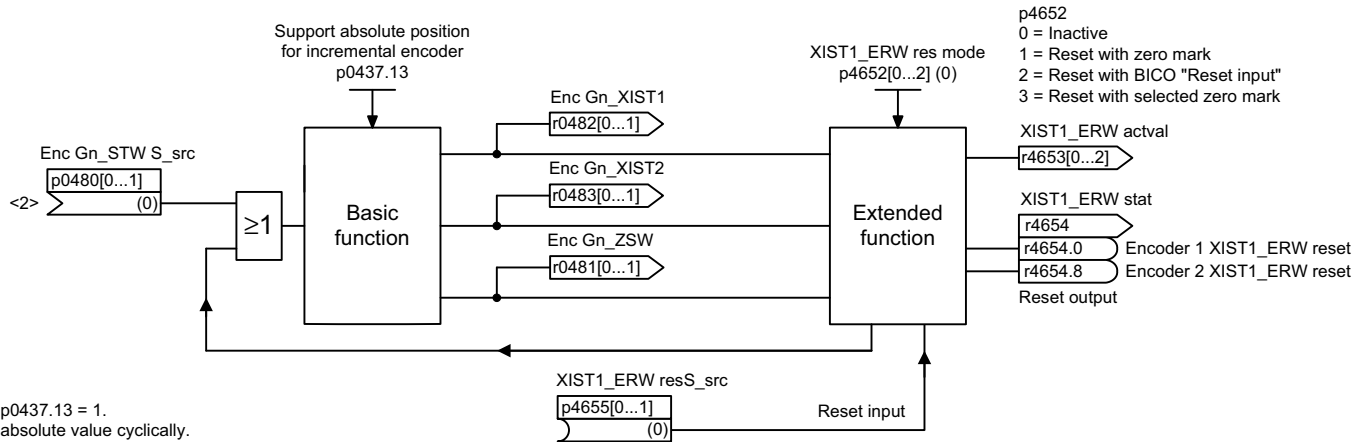 Support absolute position
for incremental encoder
p0437.13
XIST1_ERW res mode
p4652[0...2] (0)
p4652
0 = Inactive
1 = Reset with zero mark
2 = Reset with BICO "Reset input"
3 = Reset with selected zero mark
Enc Gn_STW S_src
p0480[0...1]
<2>
(0)
≥1
Basic
function
Enc Gn_XIST1
r0482[0...1]
Enc Gn_XIST2
r0483[0...1]
Enc Gn_ZSW
r0481[0...1]
Extended
function
XIST1_ERW actval
r4653[0...2]
XIST1_ERW stat
r4654
r4654.0 Encoder 1 XIST1_ERW reset
r4654.8 Encoder 2 XIST1_ERW reset
Reset output
XIST1_ERW resS_src
p4655[0...1]
(0)
Reset input
p0437.13 = 1.
absolute value cyclically.